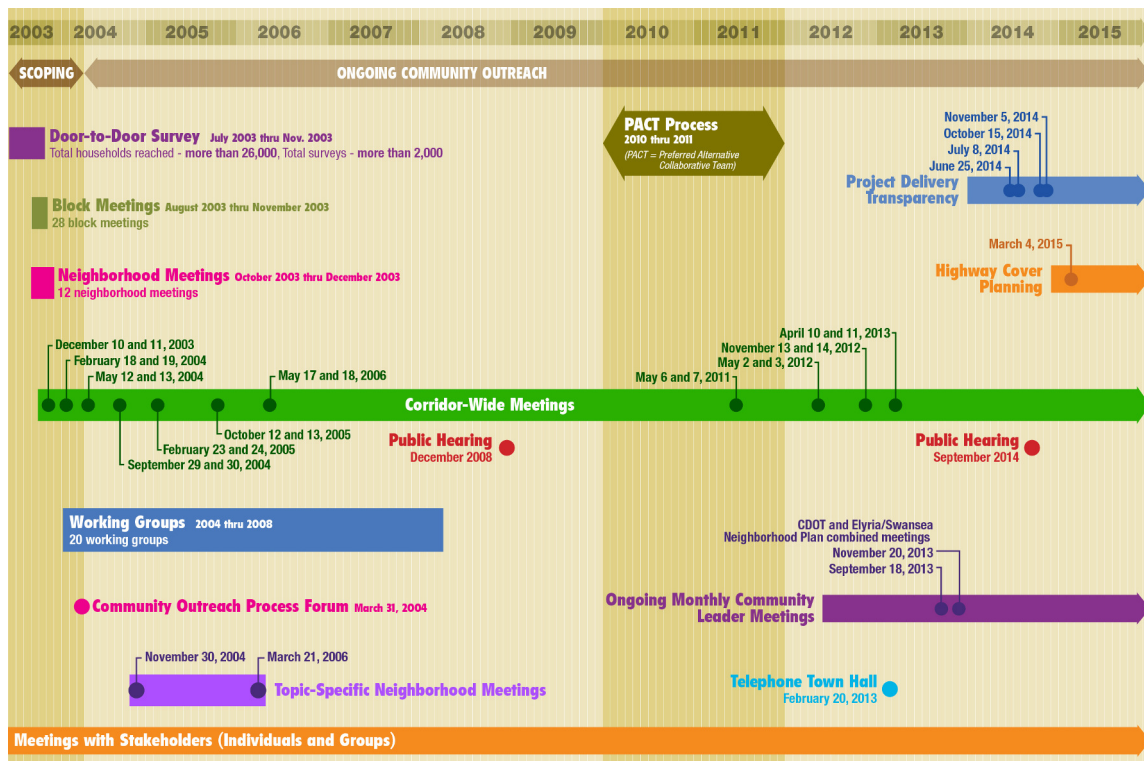 2003 2004 2005 2006 2007 2008 2009 2010 2011 2012 2013 2014 2015
SCOPING
ONGOING COMMUNITY OUTREACH
Door-to-Door Survey July 2003 thru Nov. 2003
Total households reached - more than 26,000, Total surveys - more than 2,000
PACT Process
2010 thru 2011
(PACT = Preferred Alternative
Collaborative Team)
November 5, 2014
October 15, 2014
July 8, 2014
June 25, 2014
Project Delivery
Transparency
Block Meetings August 2003 thru November 2003
28 block meetings
March 4, 2015
Highway Cover
Planning
Neighborhood Meetings October 2003 thru December 2003
12 neighborhood meetings
December 10 and 11, 2003
February 18 and 19, 2004
May 12 and 13, 2004
May 17 and 18, 2006
April 10 and 11, 2013
November 13 and 14, 2012
May 2 and 3, 2012
May 6 and 7, 2011
Corridor-Wide Meetings
October 12 and 13, 2005
February 23 and 24, 2005
September 29 and 30, 2004
Public Hearing
December 2008
Public Hearing
September 2014
Working Groups 2004 thru 2008
20 working groups
CDOT and Elyria/Swansea
Neighborhood Plan combined meetings
November 20, 2013
September 18, 2013
Community Outreach Process Forum March 31, 2004
Ongoing Monthly Community
Leader Meetings
November 30, 2004
March 21, 2006
Topic-Specific Neighborhood Meetings
Telephone Town Hall
February 20, 2013
Meetings with Stakeholders (Individuals and Groups)